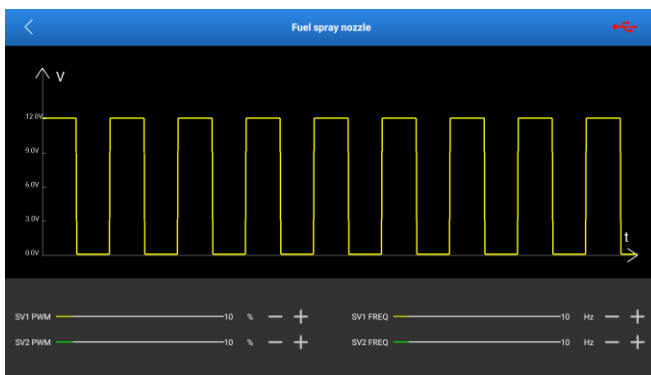 Fuel spray nozzle
V
12.0V
9.0V
6.0V
3.0V
0.0V
t
SV1 PWM 10 % SV1 FREQ 10 Hz
SV2 PWM 10 % SV2 FREQ 10 Hz